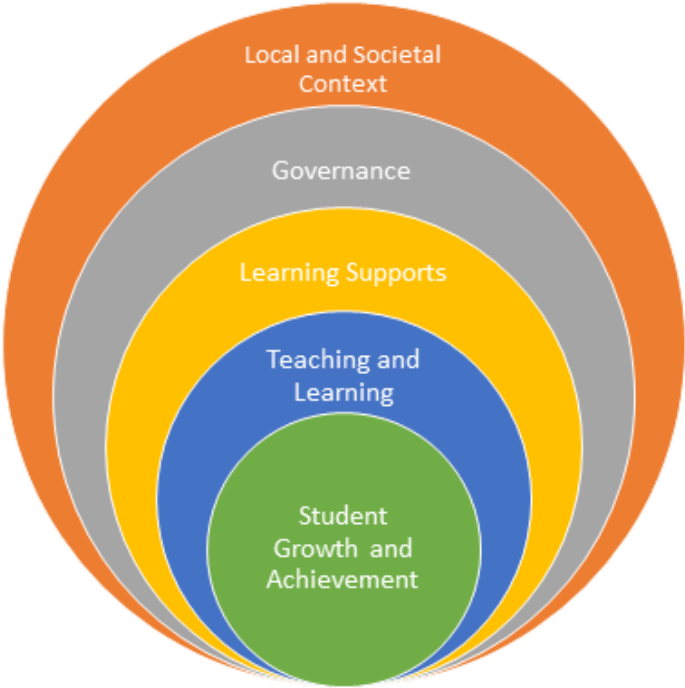 Local and Societal
Context
Governance
Learning Supports
Teaching and
Learning
Student
Growth and
Achievement